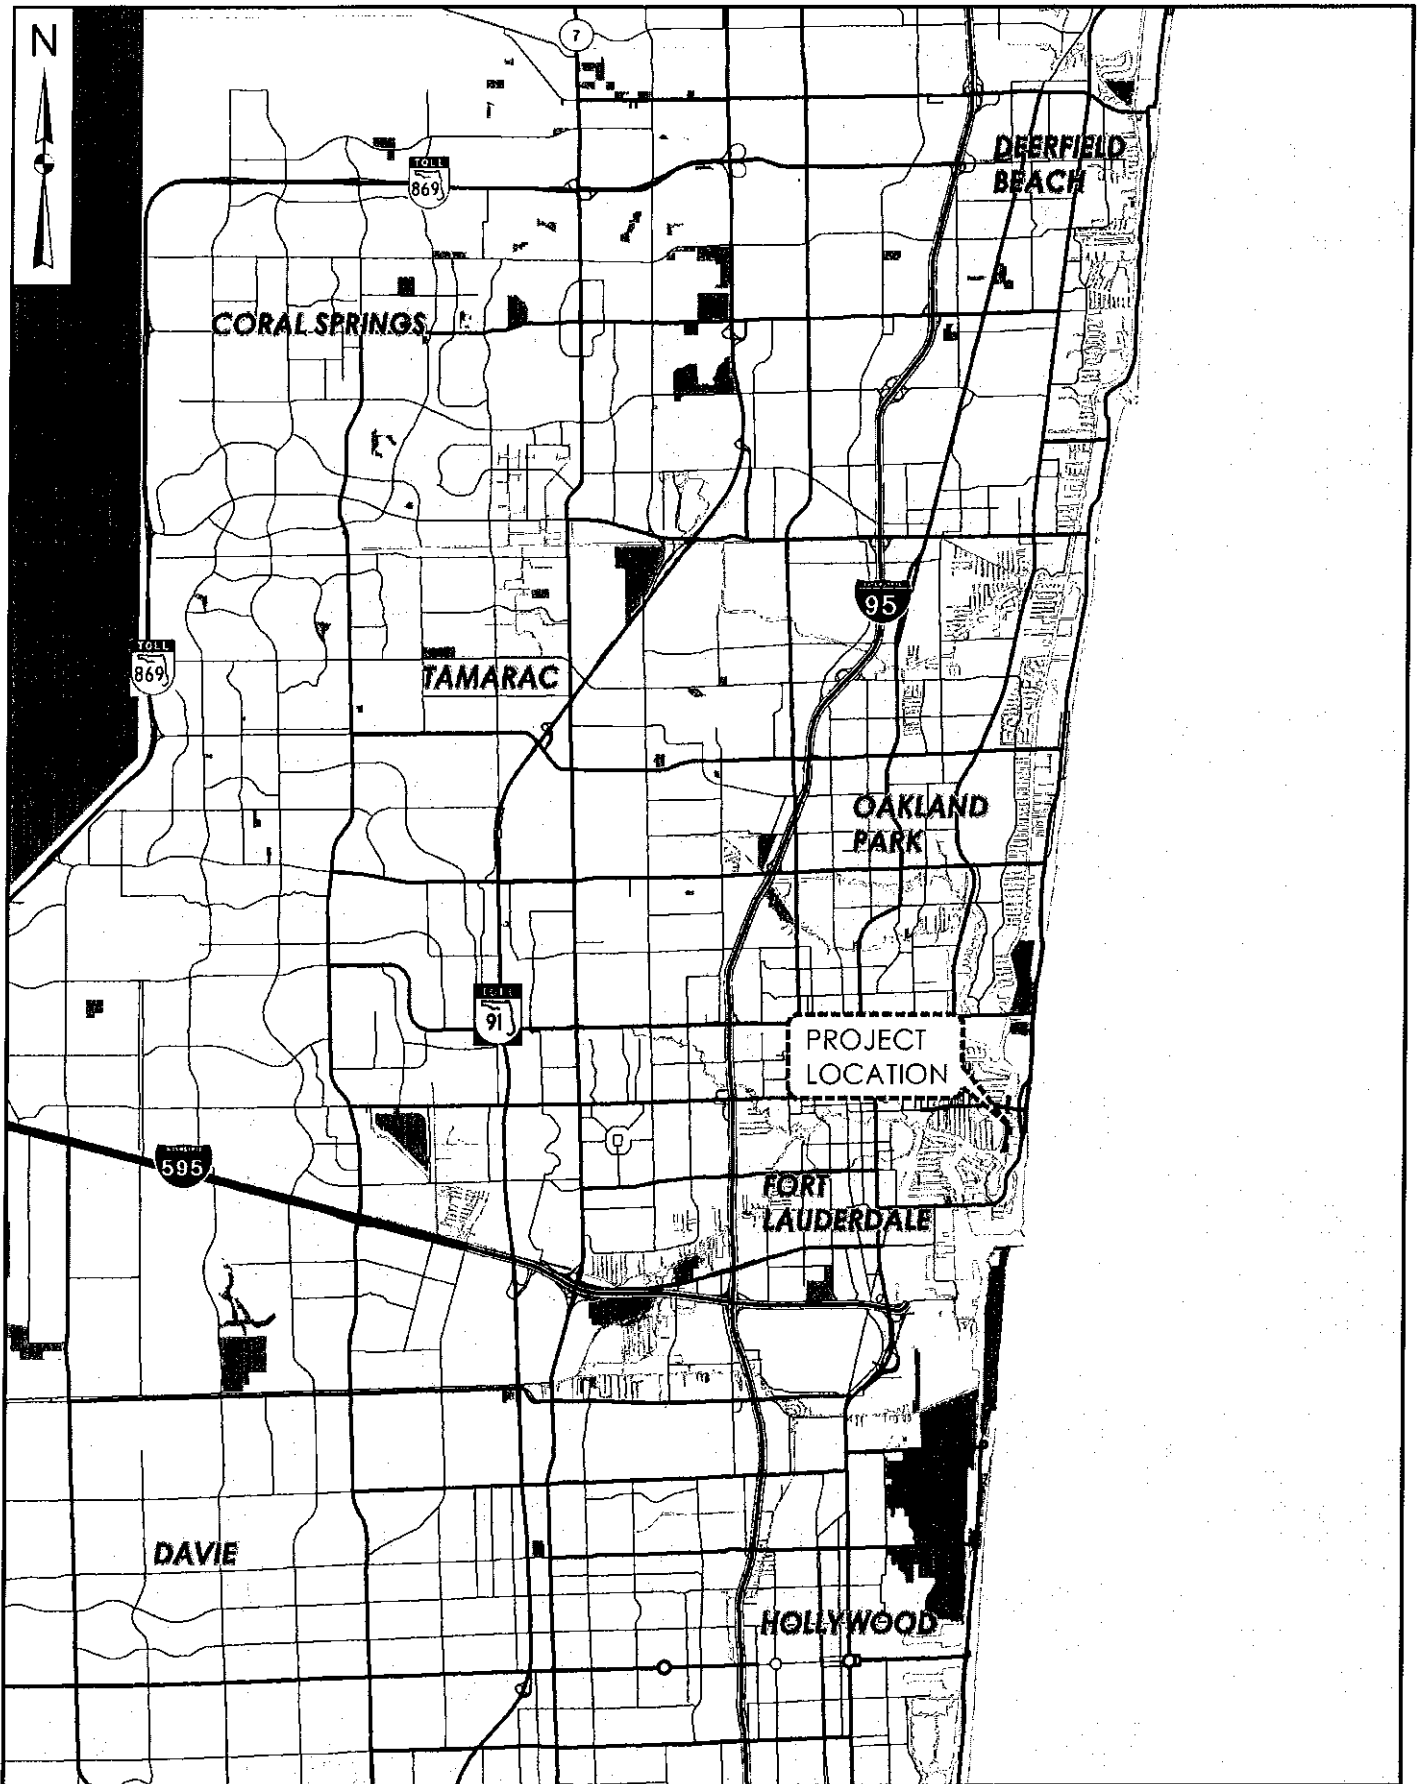 N
7
DEERFIELD
BEACH
TOLL
869
CORAL SPRINGS
95
TOLL
869
TAMARAC
OAKLAND
PARK
TOLL
91
PROJECT
LOCATION
595
FORT
LAUDERDALE
DAVIE
HOLLYWOOD